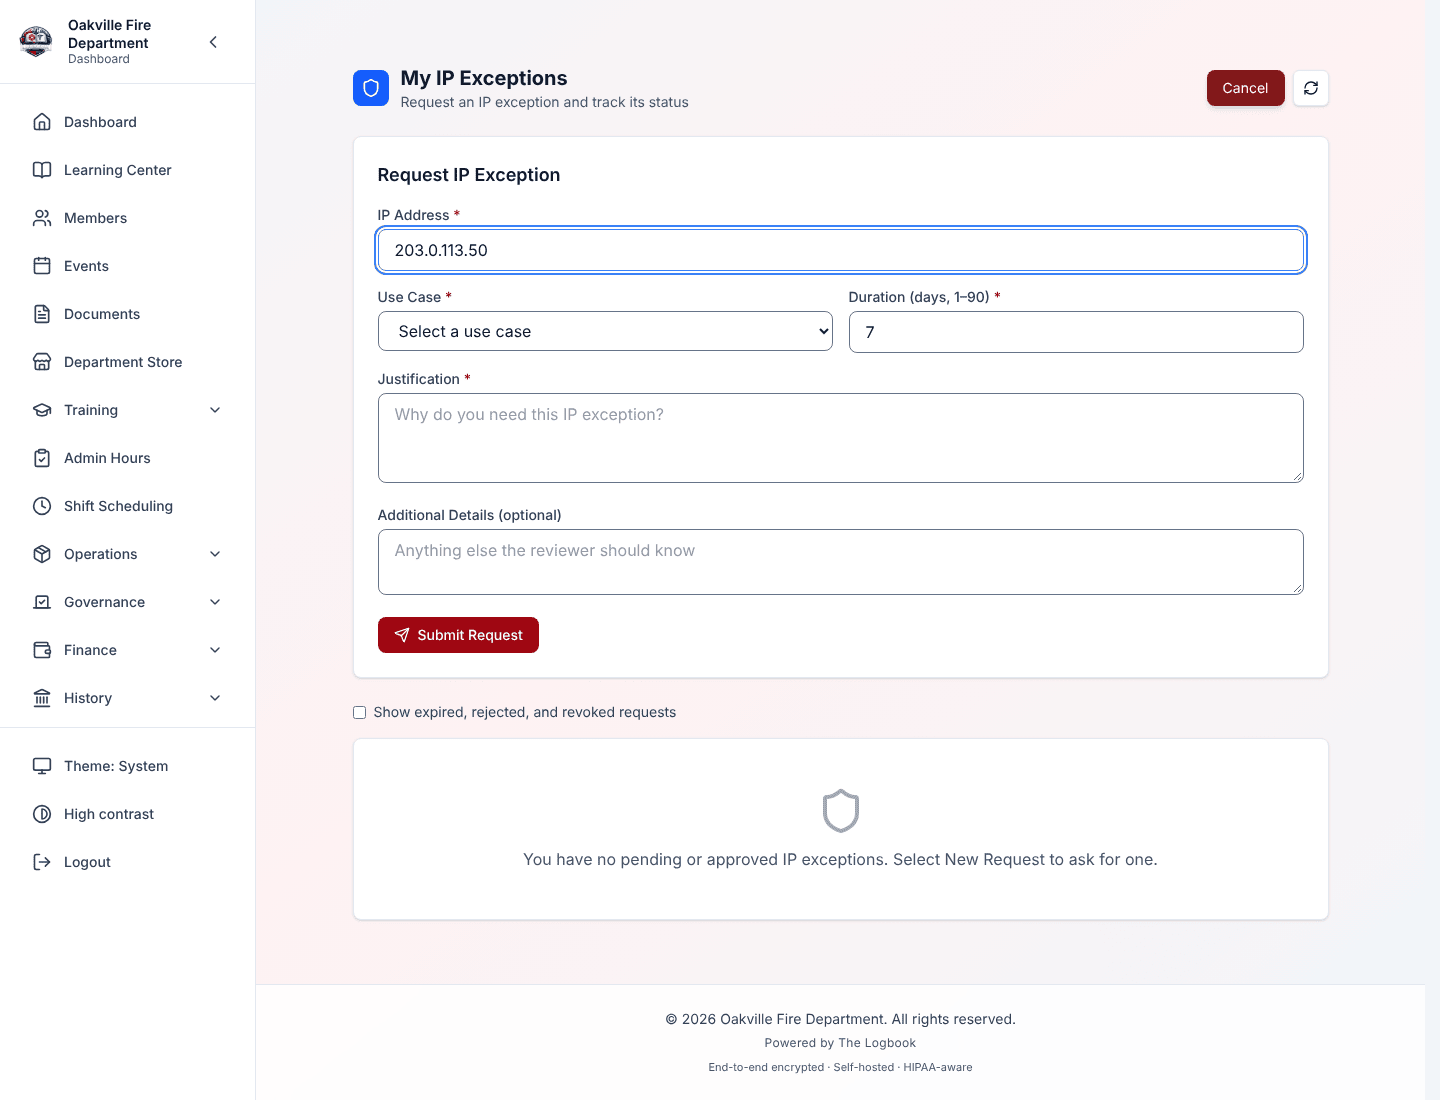 Oakville Fire
Department
Dashboard
Dashboard
Learning Center
Members
Events
Documents
Department Store
Training
Admin Hours
Shift Scheduling
Operations
Governance
Finance
History
Theme: System
High contrast
Logout
My IP Exceptions
Request an IP exception and track its status
Cancel
Request IP Exception
IP Address *
203.0.113.50
Use Case *
Select a use case
Duration (days, 1–90) *
7
Justification *
Why do you need this IP exception?
Additional Details (optional)
Anything else the reviewer should know
Submit Request
Show expired, rejected, and revoked requests
You have no pending or approved IP exceptions. Select New Request to ask for one.
© 2026 Oakville Fire Department. All rights reserved.
Powered by The Logbook
End-to-end encrypted · Self-hosted · HIPAA-aware